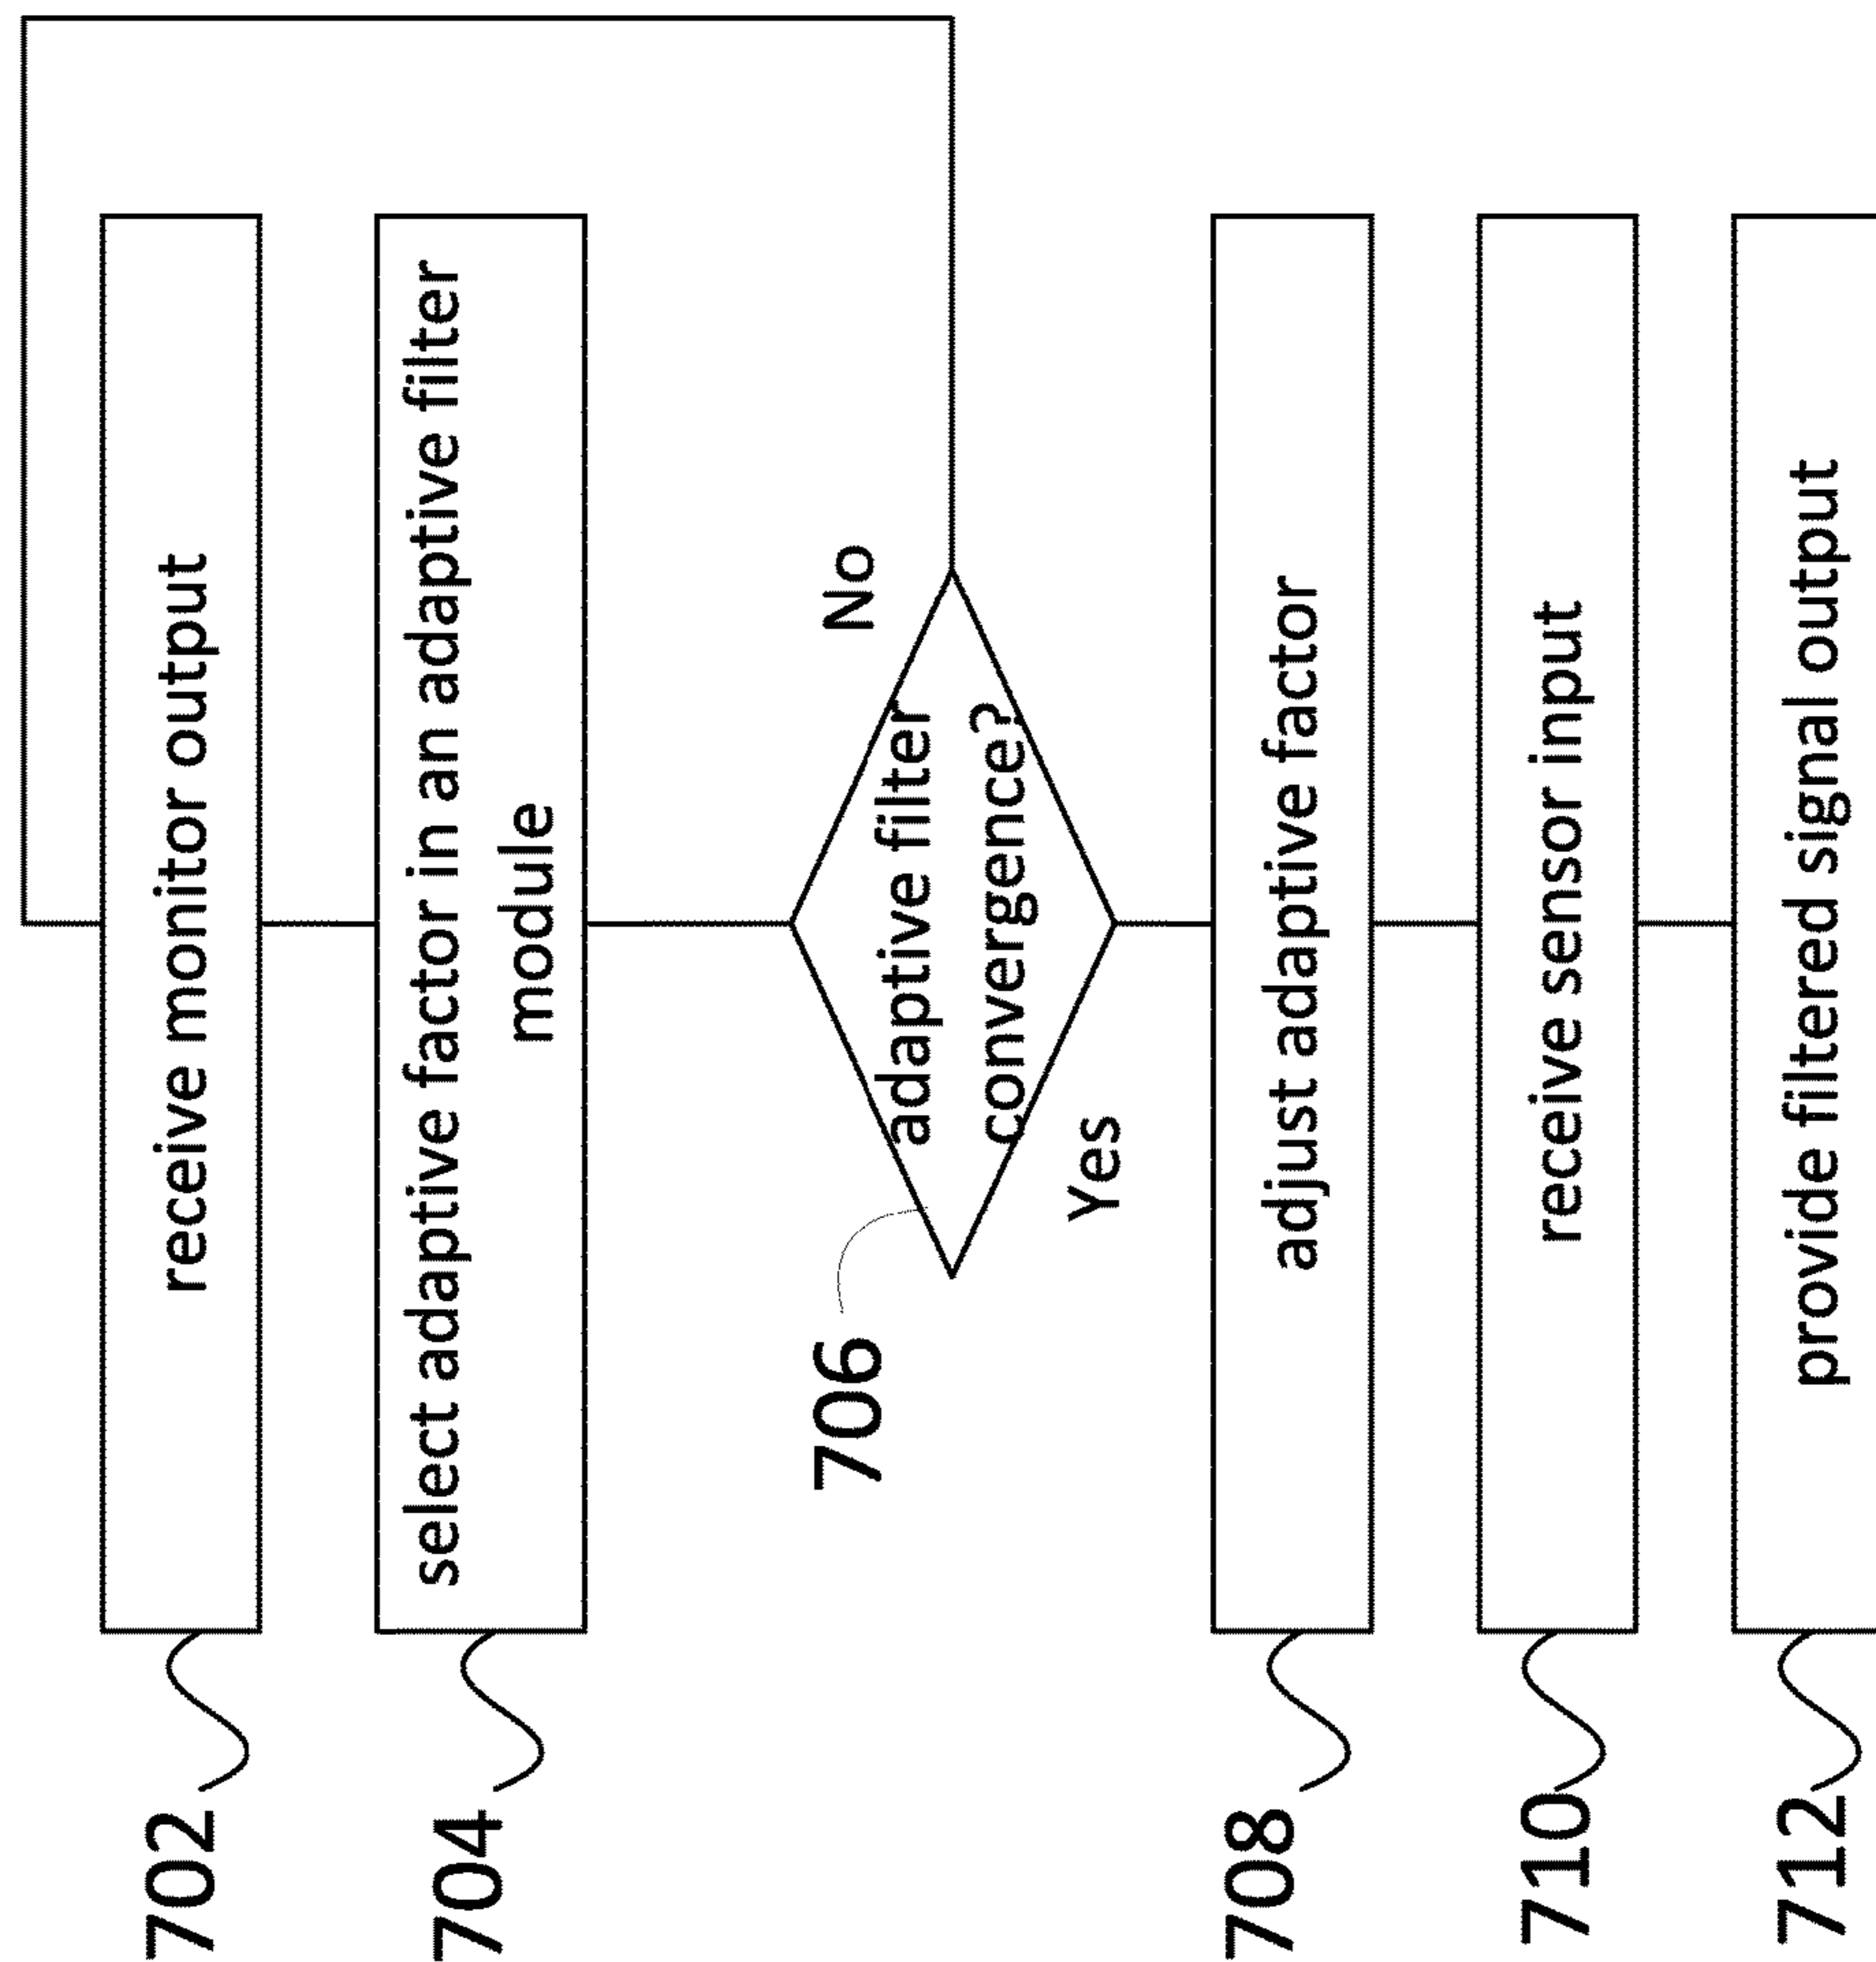 702
receive monitor output
704
select adaptive factor in an adaptive filter
module
706
adaptive filter
convergence?
No
Yes
708
adjust adaptive factor
710
receive sensor input
712
provide filtered signal output